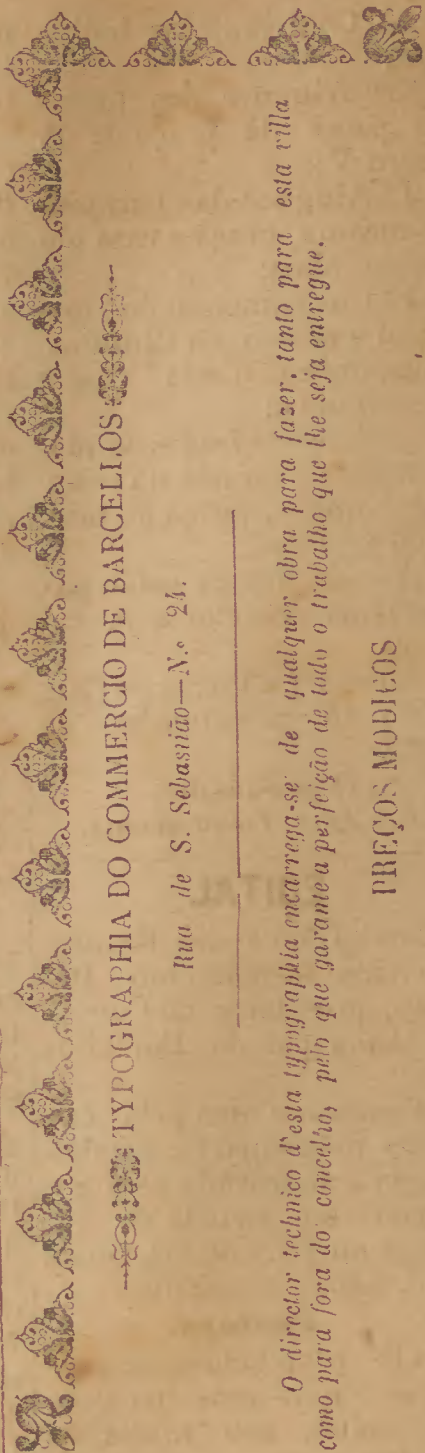 TYPOGRAPHIA DO COMMERCIO DE BARCELLOS
Rua de S. Sebastião—N.º 24.
O director technico d'esta typographia encarrega-se de qualquer obra para fazer, tanto para esta villa
como para fora do concelho, pelo que garante a perfeição de todo o trabalho que lhe seja entregue.
PREÇOS MODICOS